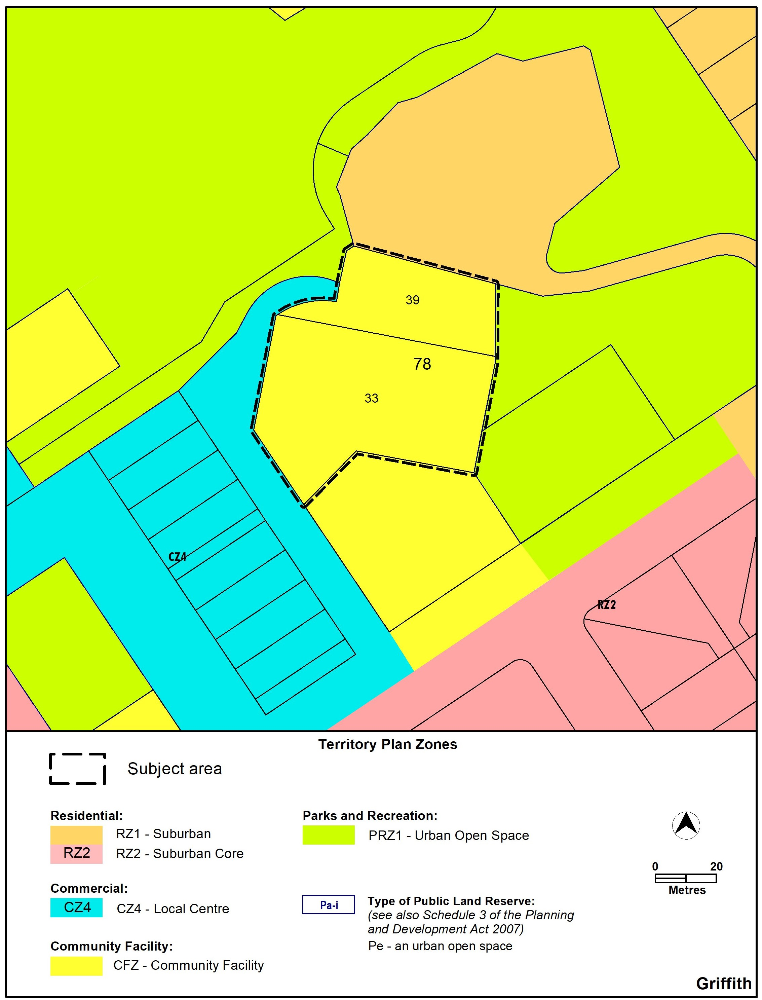 39
78
33
CZ4
RZ2
Territory Plan Zones
Subject area
Residential:
RZ1 - Suburban
RZ2 RZ2 - Suburban Core
Commercial:
CZ4 CZ4 - Local Centre
Community Facility:
CFZ - Community Facility
Parks and Recreation:
PRZ1 - Urban Open Space
Pa-i Type of Public Land Reserve:
(see also Schedule 3 of the Planning
and Development Act 2007)
Pe - an urban open space
0 20
Metres
Griffith